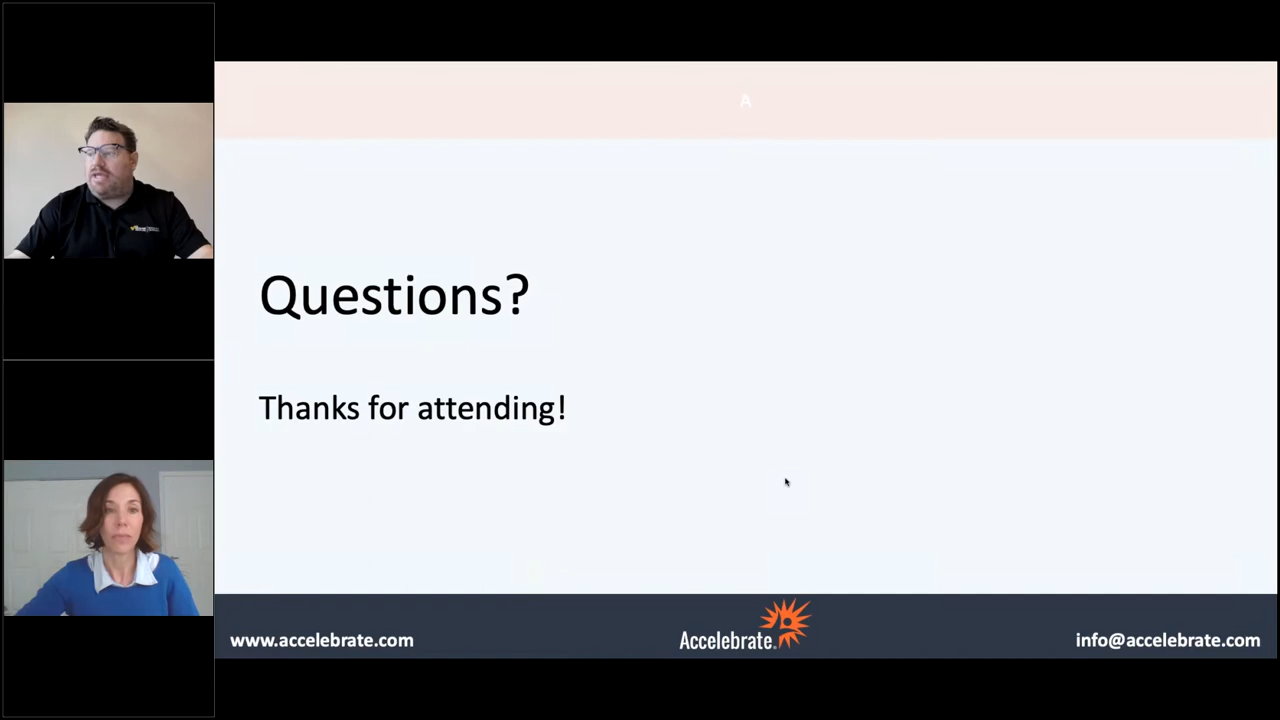 A
Questions?
Thanks for attending!
www.accelebrate.com
Accelebrate
info@accelebrate.com